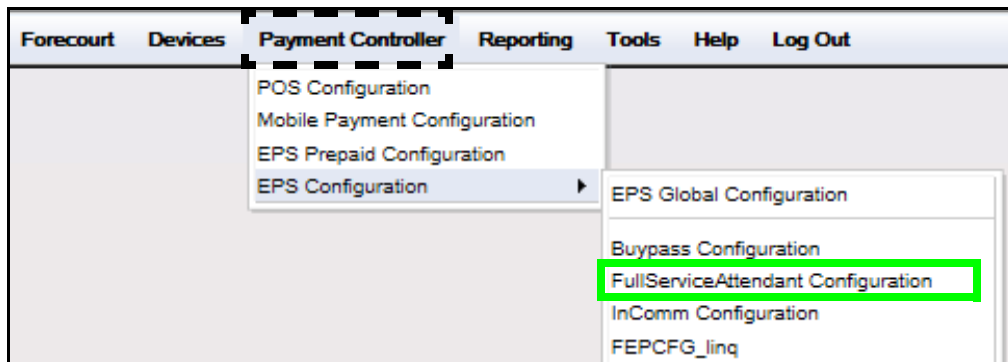 Forecourt Devices Payment Controller Reporting Tools Help Log Out
POS Configuration
Mobile Payment Configuration
EPS Prepaid Configuration
EPS Configuration
EPS Global Configuration
Buypass Configuration
FullServiceAttendant Configuration
InComm Configuration
FEPCFG_linq